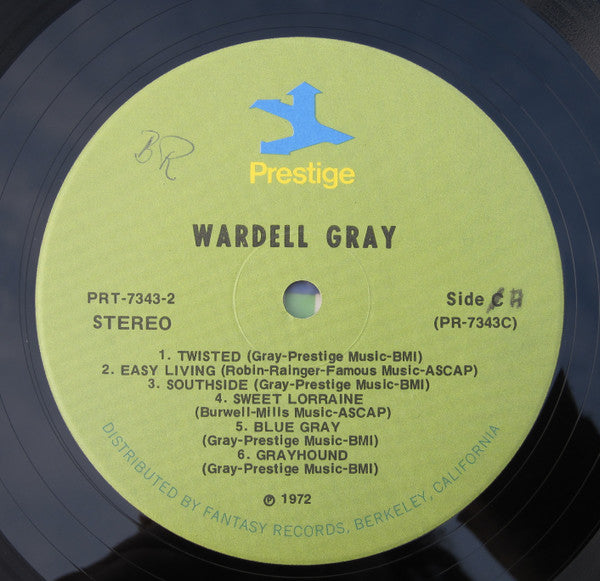 BR
Prestige
WARDELL GRAY
PRT-7343-2
STEREO
Side C A
(PR-7343C)
1. TWISTED (Gray-Prestige Music-BMI)
2. EASY LIVING (Robin-Rainger-Famous Music-ASCAP)
3. SOUTHSIDE (Gray-Prestige Music-BMI)
4. SWEET LORRAINE
(Burwell-Mills Music-ASCAP)
5. BLUE GRAY
(Gray-Prestige Music-BMI)
6. GRAYHOUND
(Gray-Prestige Music-BMI)
℗ 1972
DISTRIBUTED BY FANTASY RECORDS, BERKELEY, CALIFORNIA